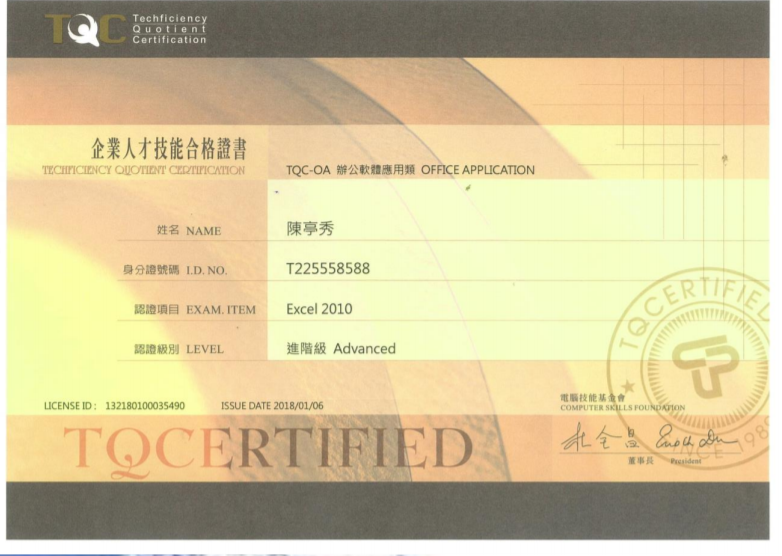 TQC Techficiency
Quotient
Certification
企業人才技能合格證書
TECHFICIENCY QUOTIENT CERTIFICATION
TQC-OA 辦公軟體應用類 OFFICE APPLICATION
姓名 NAME 陳亭秀
身分證號碼 I.D. NO. T225558588
認證項目 EXAM. ITEM Excel 2010
認證級別 LEVEL 進階級 Advanced
LICENSE ID： 132180100035490 ISSUE DATE 2018/01/06
電腦技能基金會
COMPUTER SKILLS FOUNDATION
TQCERTIFIED
董事長 President
TQCERTIFIED
SINCE 1989